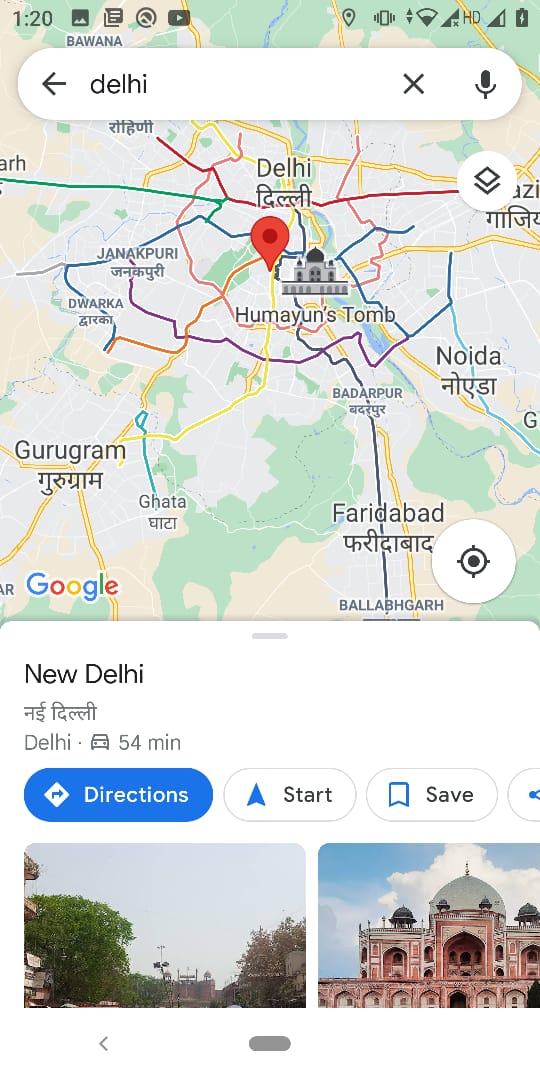 1:20
HD
BAWANA
delhi
रोहिणी
arh
Delhi
दिल्ली
azi
गाजिय
JANAKPURI
जनकपुरी
DWARKA
द्वारका
Humayun's Tomb
Noida
नोएडा
BADARPUR
बदरपुर
G
Gurugram
गुरुग्राम
Ghata
घाटा
Faridabad
फरीदाबाद
AR
Google
BALLABHGARH
New Delhi
नई दिल्ली
Delhi · 54 min
Directions
Start
Save